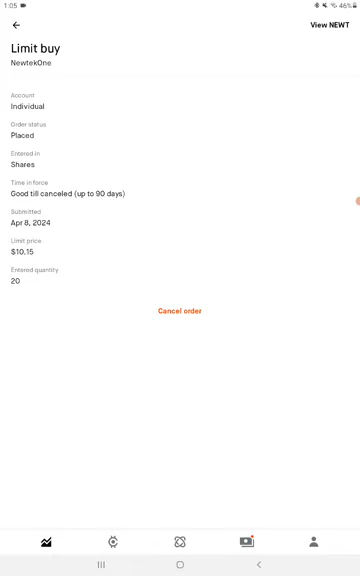 1:05
46%
View NEWT
Limit buy
NewtekOne
Account
Individual
Order status
Placed
Entered in
Shares
Time in force
Good till canceled (up to 90 days)
Submitted
Apr 8, 2024
Limit price
$10.15
Entered quantity
20
Cancel order